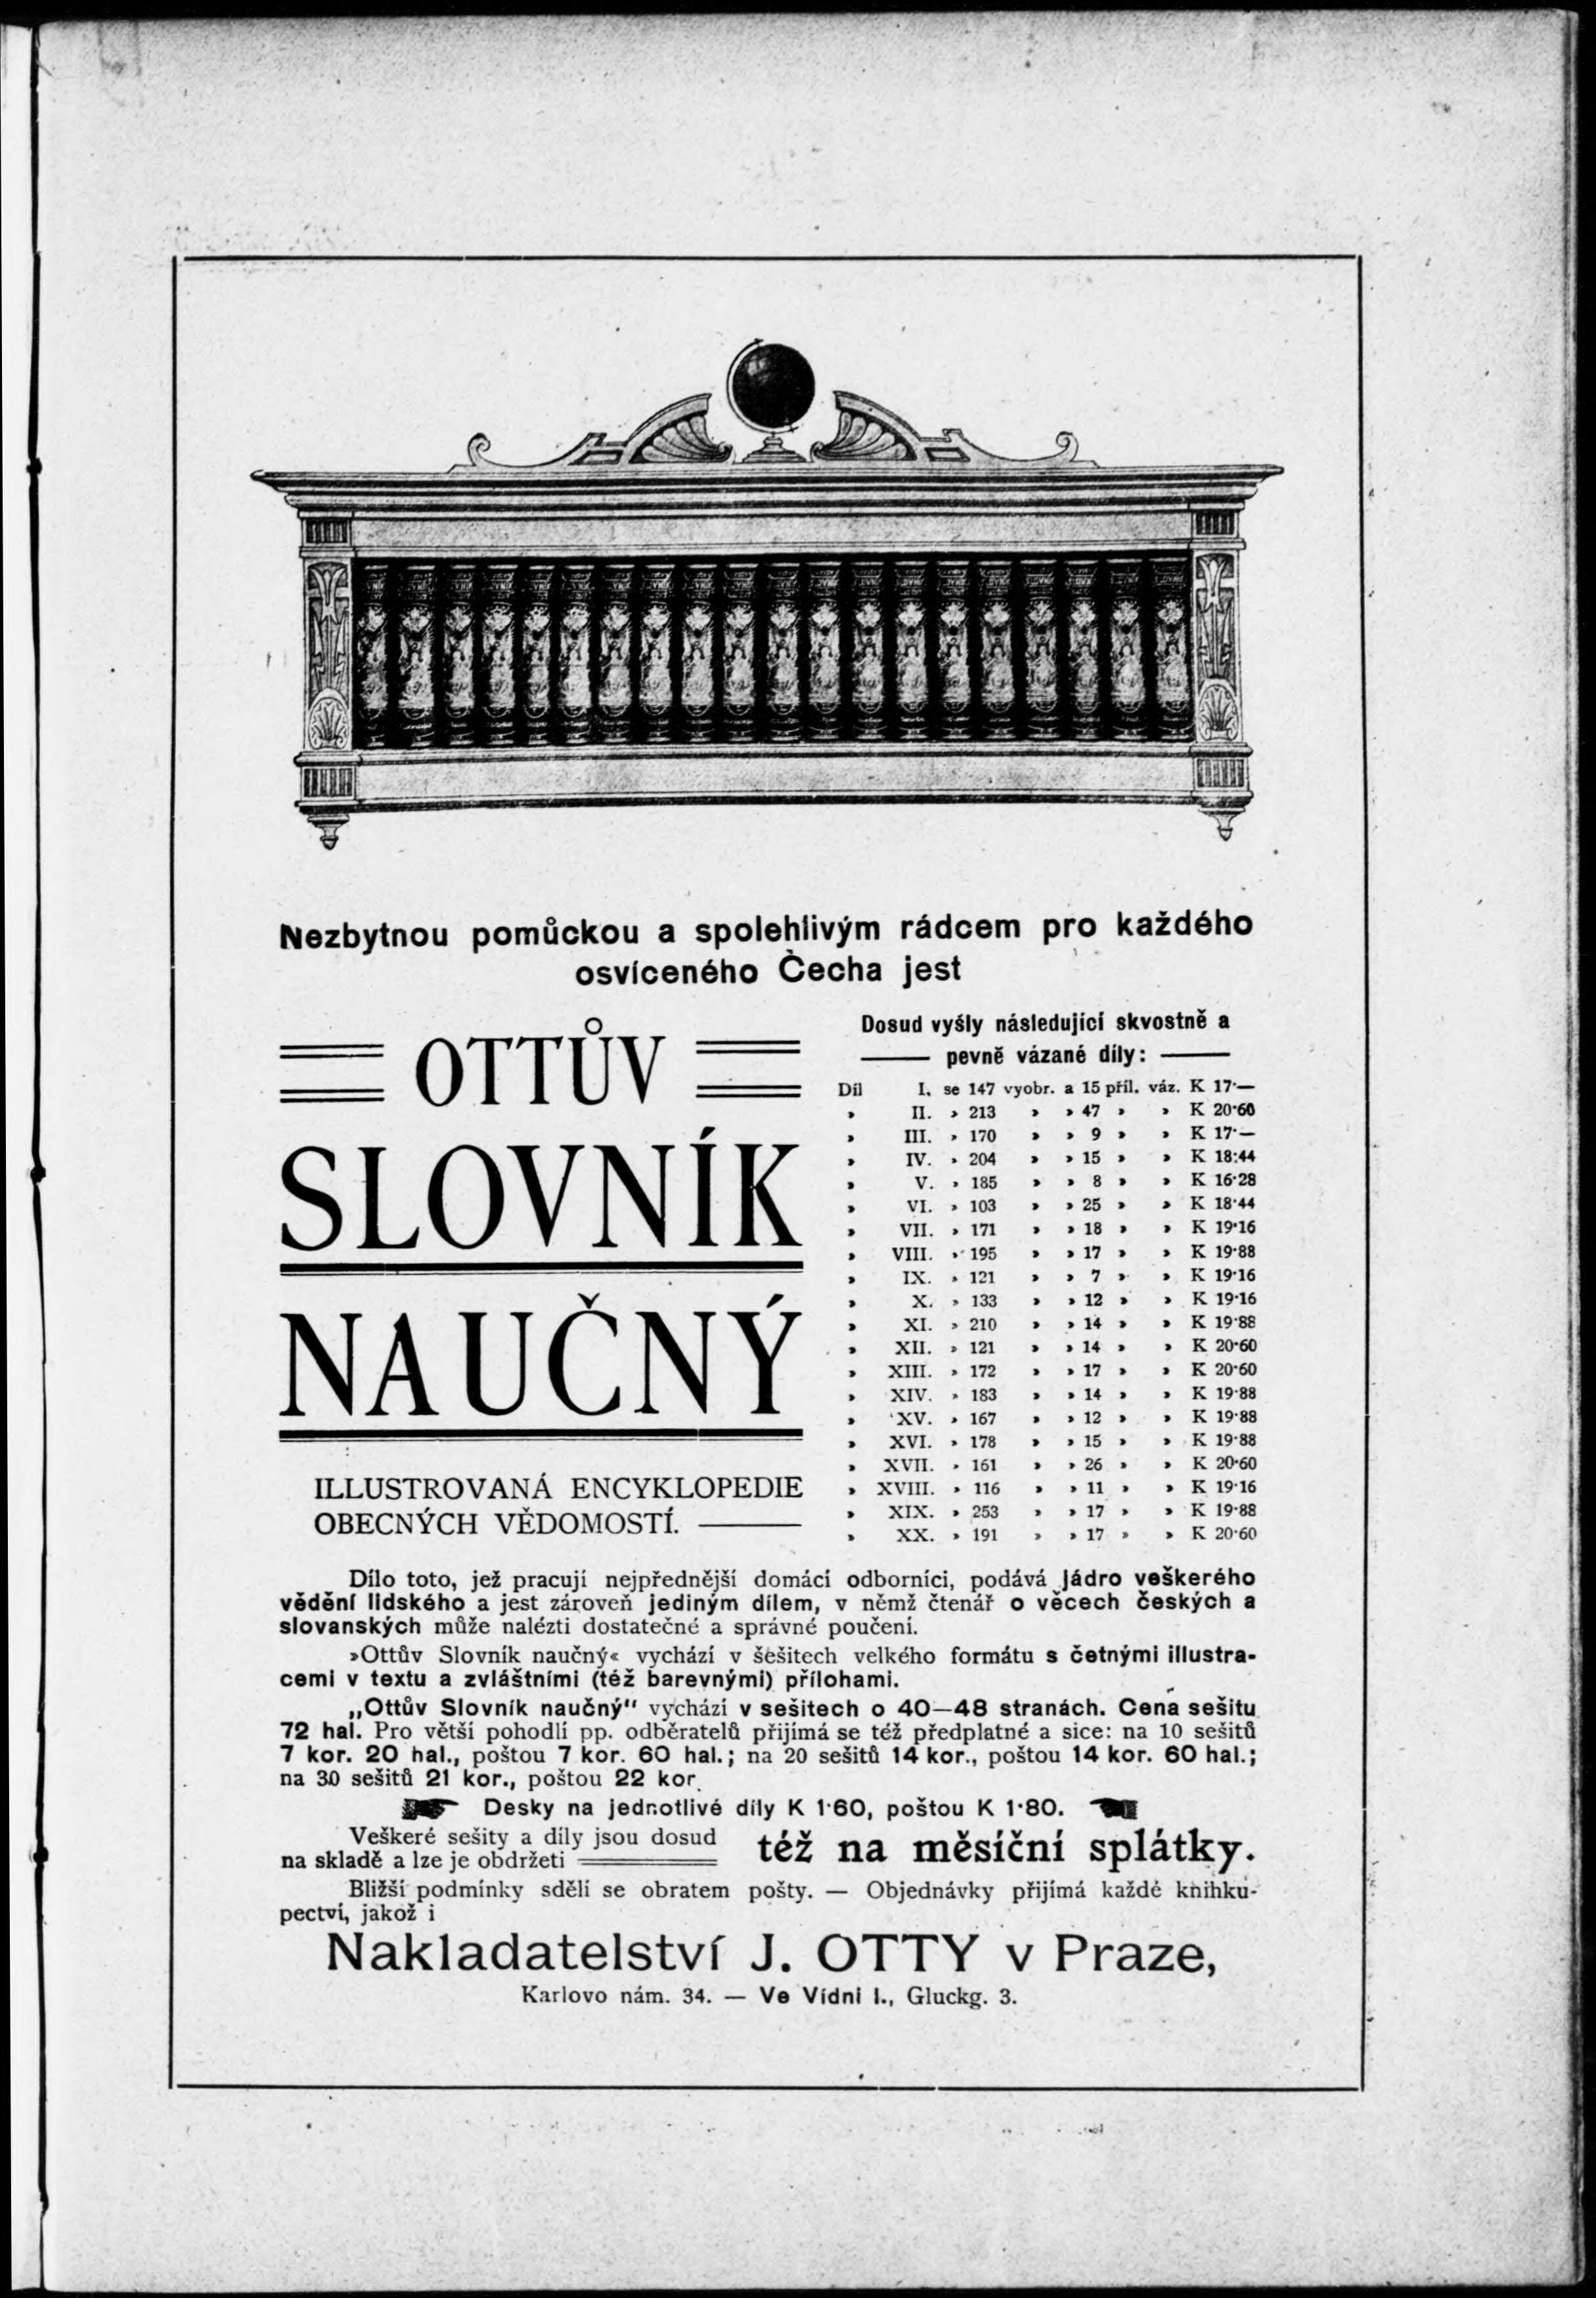 Nezbytnou pomůckou a spolehlivým rádcem pro každého
osvíceného Čecha jest
OTTŮV
SLOVNÍK
NAUČNÝ
ILLUSTROVANÁ ENCYKLOPEDIE
OBECNÝCH VĚDOMOSTÍ.
Dosud vyšly následující skvostně a
pevně vázané díly:
Díl I. se 147 vyobr. a 15 příl. váz. K 17·—
» II. » 213 » » 47 » » K 20·60
» III. » 170 » » 9 » » K 17·—
» IV. » 204 » » 15 » » K 18·44
» V. » 185 » » 8 » » K 16·28
» VI. » 103 » » 25 » » K 18·44
» VII. » 171 » » 18 » » K 19·16
» VIII. » 195 » » 17 » » K 19·88
» IX. » 121 » » 7 » » K 19·16
» X. » 133 » » 12 » » K 19·16
» XI. » 210 » » 14 » » K 19·88
» XII. » 121 » » 14 » » K 20·60
» XIII. » 172 » » 17 » » K 20·60
» XIV. » 183 » » 14 » » K 19·88
» XV. » 167 » » 12 » » K 19·88
» XVI. » 178 » » 15 » » K 19·88
» XVII. » 161 » » 26 » » K 20·60
» XVIII. » 116 » » 11 » » K 19·16
» XIX. » 253 » » 17 » » K 19·88
» XX. » 191 » » 17 » » K 20·60
Dílo toto, jež pracují nejpřednější domácí odborníci, podává jádro veškerého
vědění lidského a jest zároveň jediným dílem, v němž čtenář o věcech českých a
slovanských může nalézti dostatečné a správné poučení.
»Ottův Slovník naučný« vychází v šešitech velkého formátu s četnými illustra-
cemi v textu a zvláštními (též barevnými) přílohami.
„Ottův Slovník naučný" vychází v sešitech o 40—48 stranách. Cena sešitu
72 hal. Pro větší pohodlí pp. odběratelů přijímá se též předplatné a sice: na 10 sešitů
7 kor. 20 hal., poštou 7 kor. 60 hal.; na 20 sešitů 14 kor., poštou 14 kor. 60 hal.;
na 30 sešitů 21 kor., poštou 22 kor.
Desky na jednotlivé díly K 1·60, poštou K 1·80.
Veškeré sešity a díly jsou dosud
na skladě a lze je obdržeti
též na měsíční splátky.
Bližší podmínky sdělí se obratem pošty. — Objednávky přijímá každé knihku-
pectví, jakož i
Nakladatelství J. OTTY v Praze,
Karlovo nám. 34. — Ve Vídni I., Gluckg. 3.